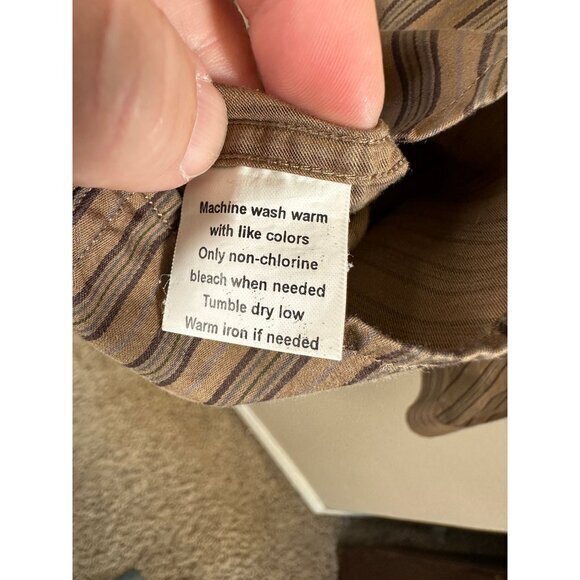 Machine wash warm
with like colors
Only non-chlorine
bleach when needed
Tumble dry low
Warm iron if needed